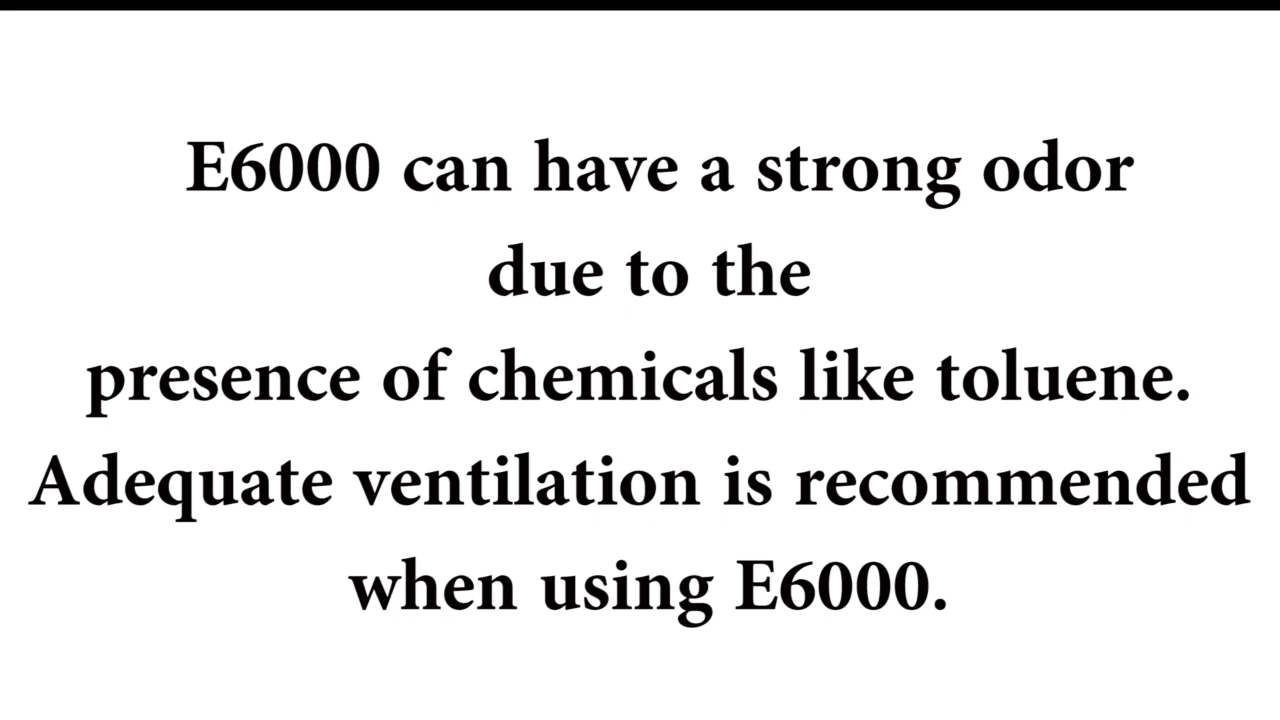 E6000 can have a strong odor
due to the
presence of chemicals like toluene.
Adequate ventilation is recommended
when using E6000.